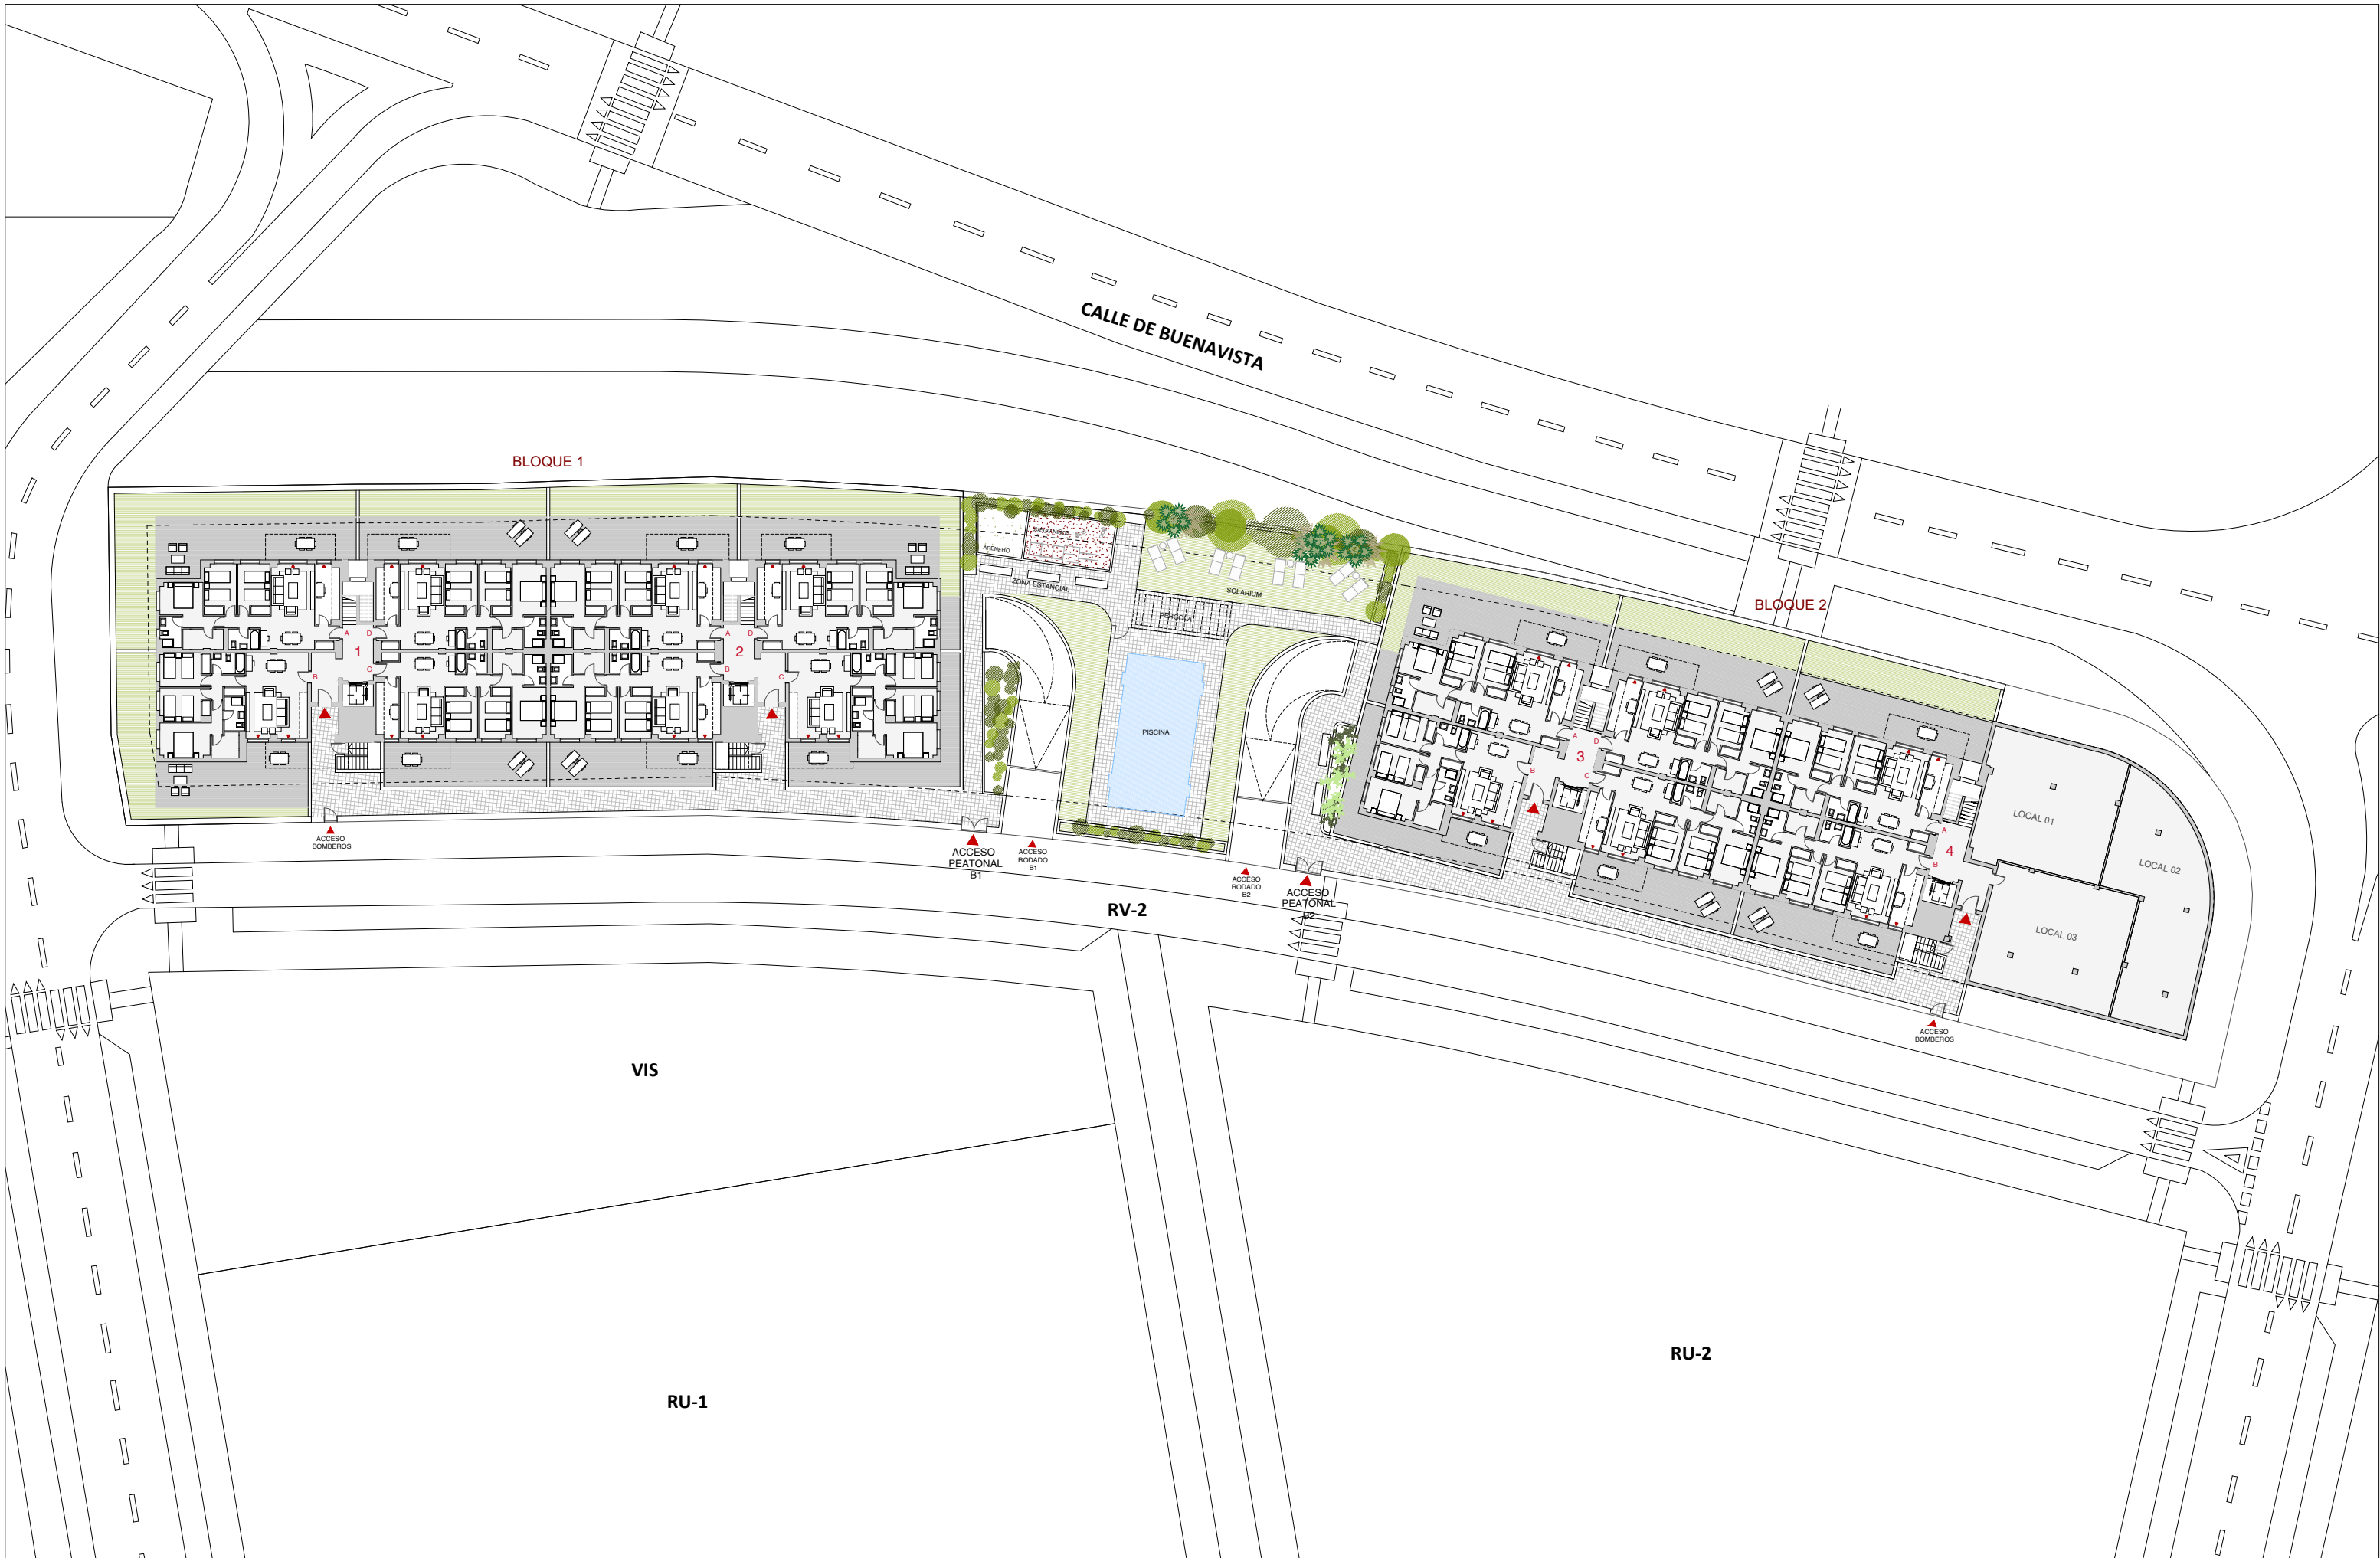 CALLE DE BUENAVISTA
BLOQUE 1
BLOQUE 2
ARENERO
ZONA ESTANCIAL
SOLARIUM
PERGOLA
PISCINA
A
D
1
B
C
A
D
2
B
C
A
D
3
B
C
A
4
B
LOCAL 01
LOCAL 02
LOCAL 03
ACCESO
BOMBEROS
ACCESO
PEATONAL
B1
ACCESO
RODADO
B1
ACCESO
RODADO
B2
ACCESO
PEATONAL
B2
ACCESO
BOMBEROS
RV-2
VIS
RU-1
RU-2